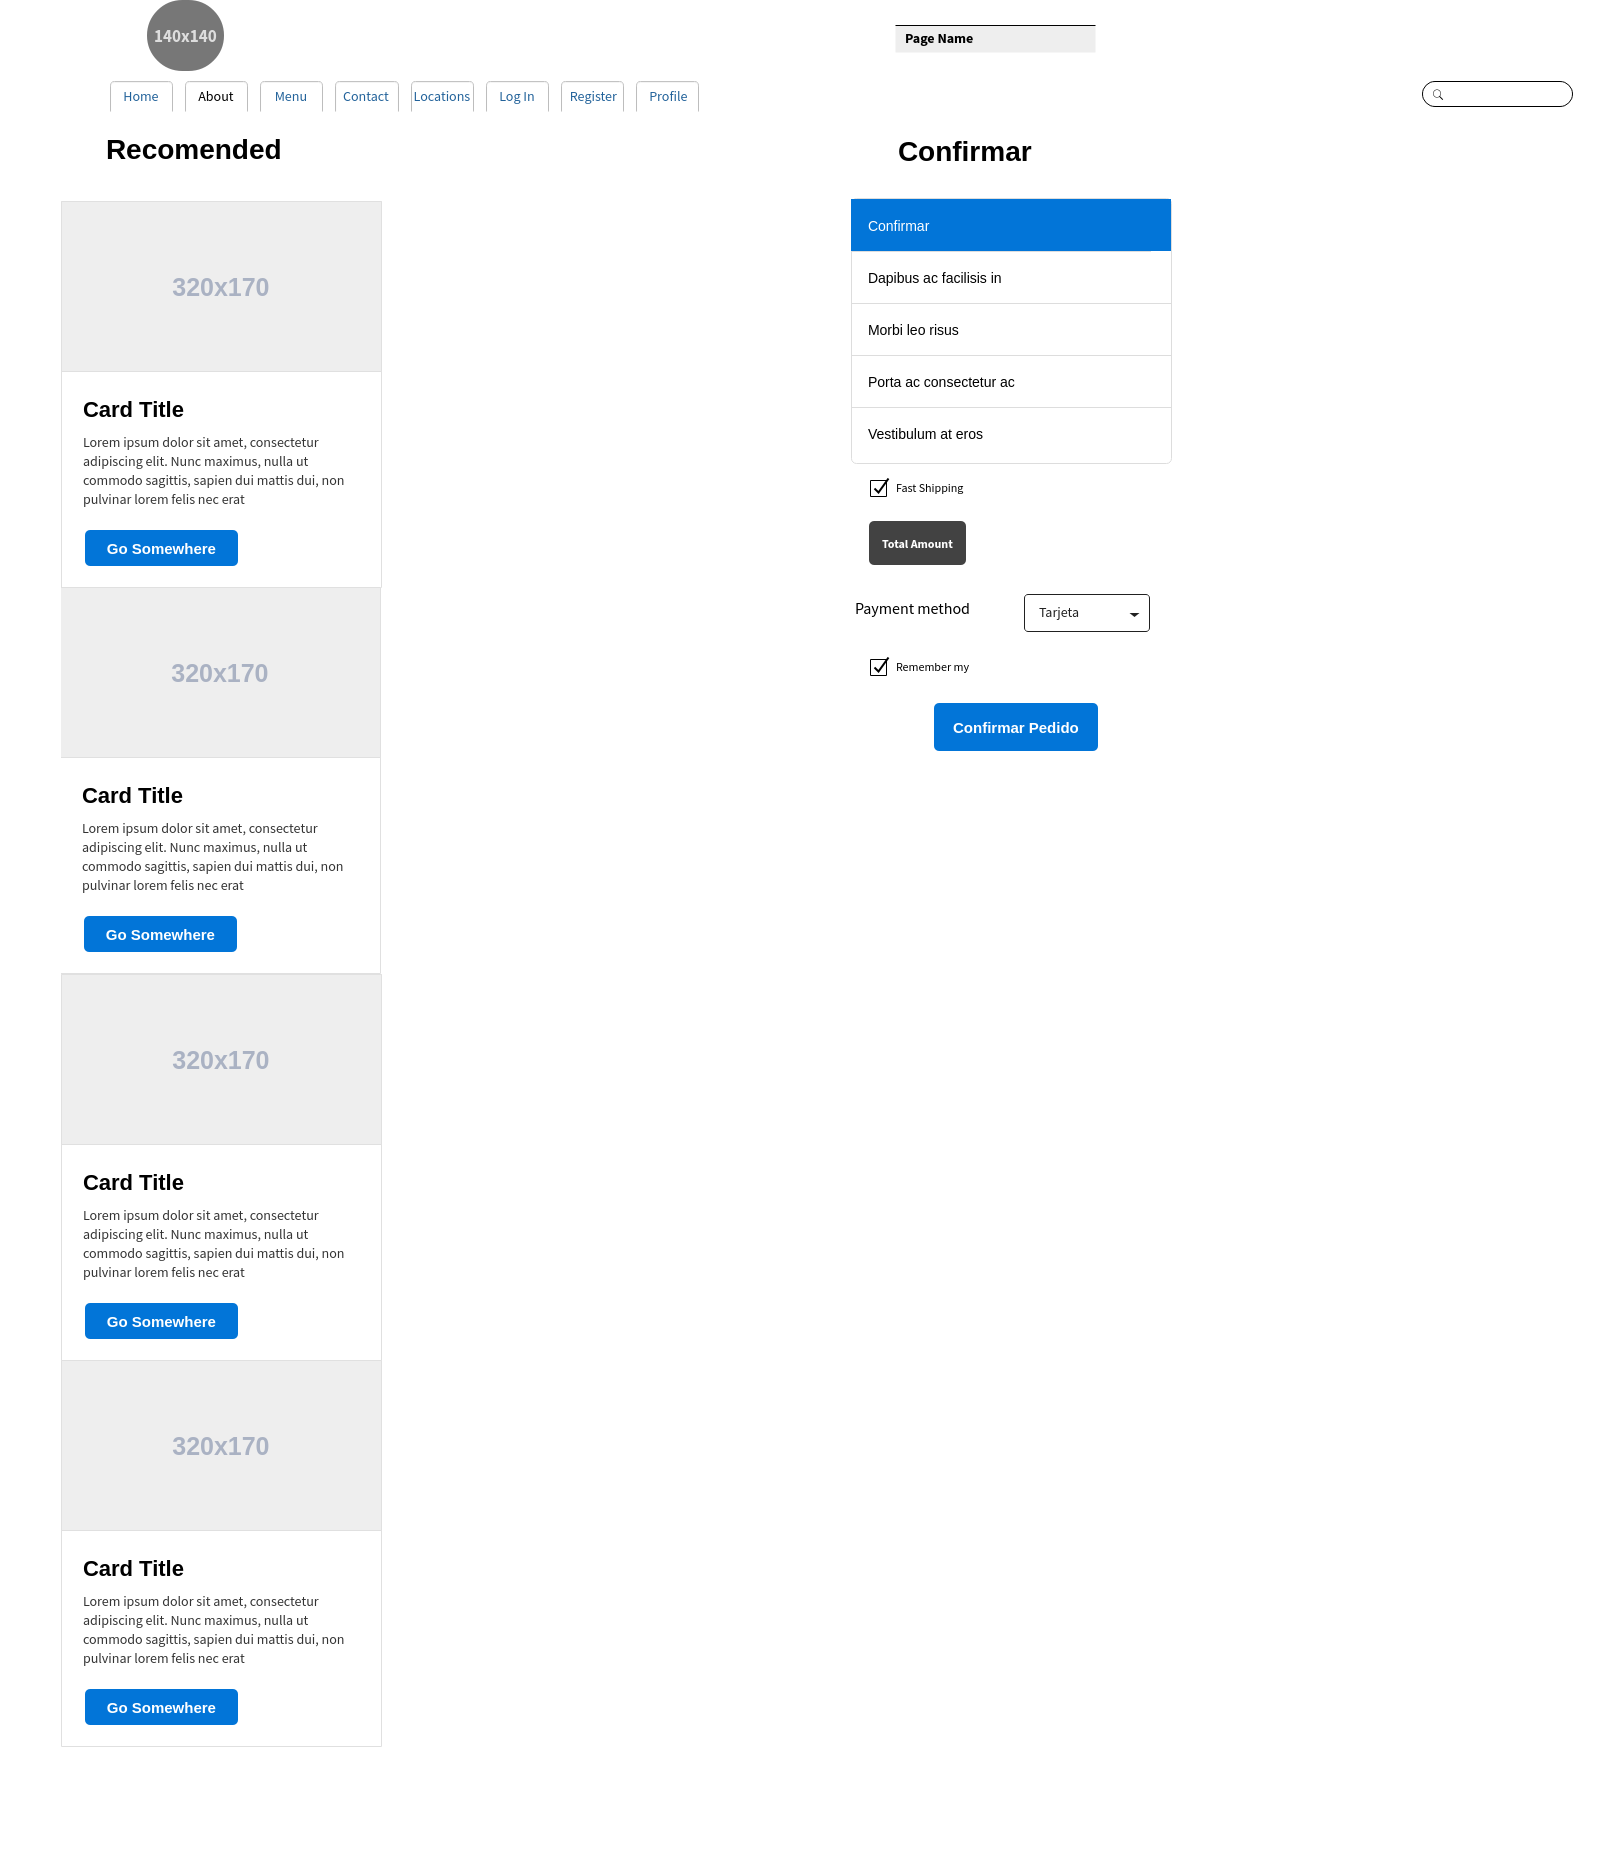 140x140
Page Name
Home
About
Menu
Contact
Locations
Log In
Register
Profile
Recomended
320x170
Card Title
Lorem ipsum dolor sit amet, consectetur
adipiscing elit. Nunc maximus, nulla ut
commodo sagittis, sapien dui mattis dui, non
pulvinar lorem felis nec erat
Go Somewhere
320x170
Card Title
Lorem ipsum dolor sit amet, consectetur
adipiscing elit. Nunc maximus, nulla ut
commodo sagittis, sapien dui mattis dui, non
pulvinar lorem felis nec erat
Go Somewhere
320x170
Card Title
Lorem ipsum dolor sit amet, consectetur
adipiscing elit. Nunc maximus, nulla ut
commodo sagittis, sapien dui mattis dui, non
pulvinar lorem felis nec erat
Go Somewhere
320x170
Card Title
Lorem ipsum dolor sit amet, consectetur
adipiscing elit. Nunc maximus, nulla ut
commodo sagittis, sapien dui mattis dui, non
pulvinar lorem felis nec erat
Go Somewhere
Confirmar
Confirmar
Dapibus ac facilisis in
Morbi leo risus
Porta ac consectetur ac
Vestibulum at eros
Fast Shipping
Total Amount
Payment method
Tarjeta
Remember my
Confirmar Pedido